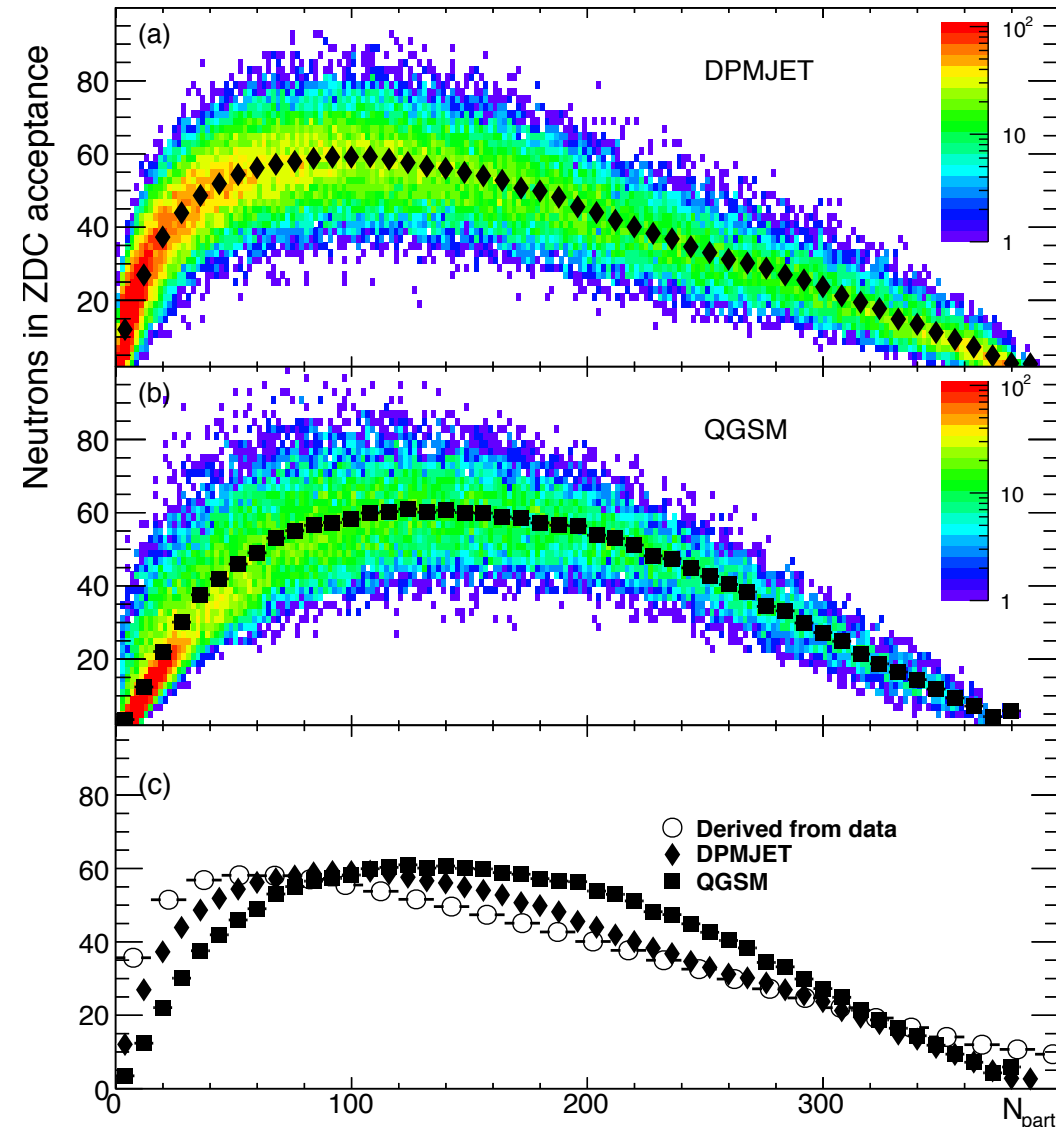 Neutrons in ZDC acceptance
(a)
DPMJET
10²
10
1
80
60
40
20
(b)
QGSM
10²
10
1
80
60
40
20
(c)
Derived from data
DPMJET
QGSM
80
60
40
20
0
0 100 200 300 N_part